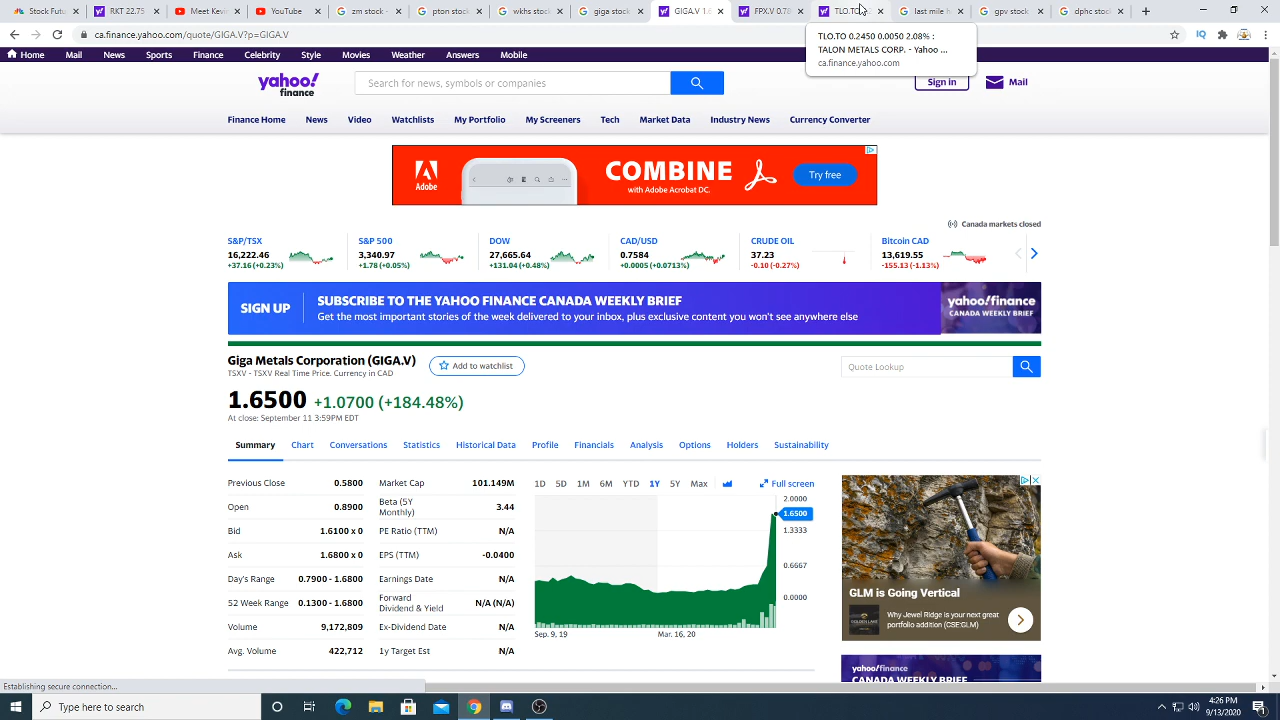 Stock Futu
RKT 22.75
Meet Kevin
YouTube
zm stock
pton stock
wkhs stock
gigm stock
GIGA.V 1.6
FPX.V 0.70
TLO.TO
last mile h
gpv stock
gmv stock
ca.finance.yahoo.com/quote/GIGA.V?p=GIGA.V
IQ
TLO.TO 0.2450 0.0050 2.08% :
TALON METALS CORP. - Yahoo ...
ca.finance.yahoo.com
Home Mail News Sports Finance Celebrity Style Movies Weather Answers Mobile
yahoo!
finance
Search for news, symbols or companies
Sign in
Mail
Finance Home News Video Watchlists My Portfolio My Screeners Tech Market Data Industry News Currency Converter
Adobe
COMBINE
with Adobe Acrobat DC.
Try free
Canada markets closed
S&P/TSX S&P 500 DOW CAD/USD CRUDE OIL Bitcoin CAD
16,222.46 3,340.97 27,665.64 0.7584 37.23 13,619.55
+37.16 (+0.23%) +1.78 (+0.05%) +131.04 (+0.48%) +0.0005 (+0.0713%) -0.10 (-0.27%) -155.13 (-1.13%)
SIGN UP
SUBSCRIBE TO THE YAHOO FINANCE CANADA WEEKLY BRIEF
Get the most important stories of the week delivered to your inbox, plus exclusive content you won't see anywhere else
yahoo!finance
CANADA WEEKLY BRIEF
Giga Metals Corporation (GIGA.V)
Add to watchlist
Quote Lookup
TSXV - TSXV Real Time Price. Currency in CAD
1.6500 +1.0700 (+184.48%)
At close: September 11 3:59PM EDT
Summary Chart Conversations Statistics Historical Data Profile Financials Analysis Options Holders Sustainability
Previous Close 0.5800
Open 0.8900
Bid 1.6100 x 0
Ask 1.6800 x 0
Day's Range 0.7900 - 1.6800
52 Week Range 0.1300 - 1.6800
Volume 9,172,809
Avg. Volume 422,712
Market Cap 101.149M
Beta (5Y
Monthly) 3.44
PE Ratio (TTM) N/A
EPS (TTM) -0.0400
Earnings Date N/A
Forward
Dividend & Yield N/A (N/A)
Ex-Dividend Date N/A
1y Target Est N/A
1D 5D 1M 6M YTD 1Y 5Y Max Full screen
2.0000
1.6500
1.3333
0.6667
0.0000
Sep. 9, 19 Mar. 16, 20
GLM is Going Vertical
GOLDEN LAKE
Why Jewel Ridge is your next great
portfolio addition (CSE:GLM)
yahoo!finance
CANADA WEEKLY BRIEF
Establishing secure connection...
Type here to search
4:26 PM
9/13/2020
1